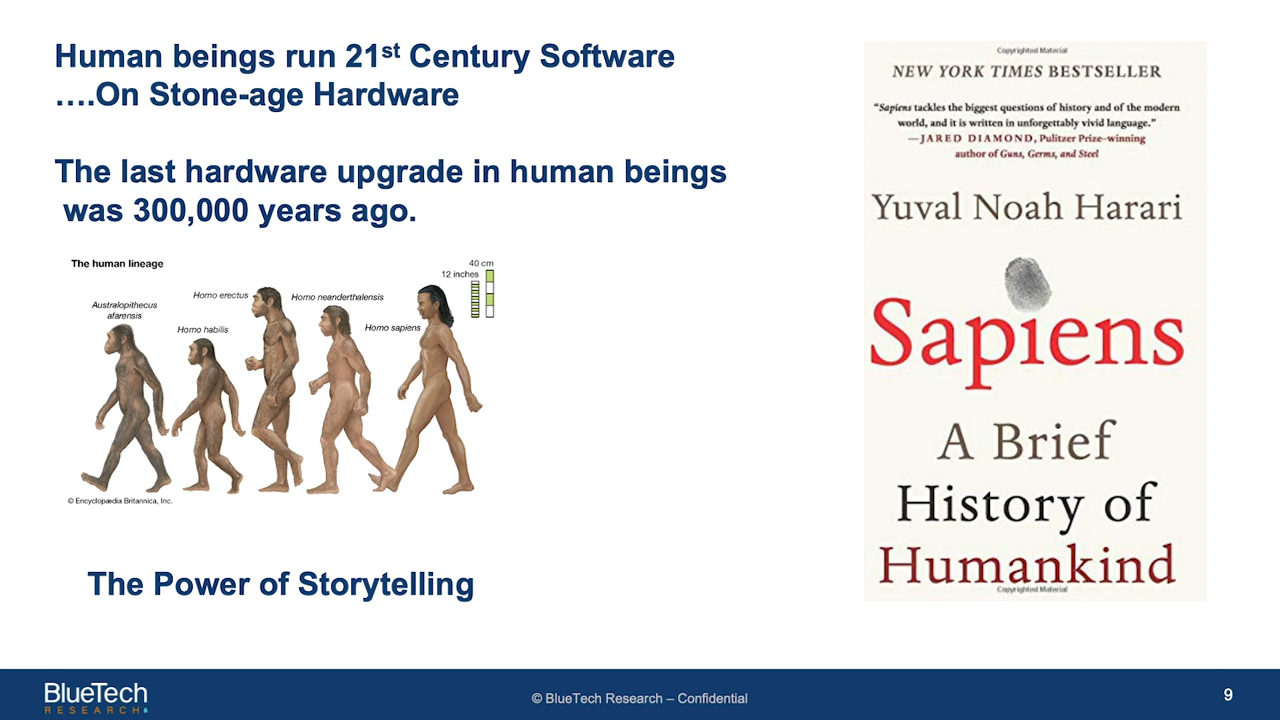 Human beings run 21st Century Software
….On Stone-age Hardware
The last hardware upgrade in human beings
was 300,000 years ago.
The human lineage
40 cm
12 inches
Australopithecus
afarensis
Homo habilis
Homo erectus
Homo neanderthalensis
Homo sapiens
© Encyclopædia Britannica, Inc.
The Power of Storytelling
Copyrighted Material
NEW YORK TIMES BESTSELLER
“Sapiens tackles the biggest questions of history and of the modern
world, and it is written in unforgettably vivid language.”
—JARED DIAMOND, Pulitzer Prize–winning
author of Guns, Germs, and Steel
Yuval Noah Harari
Sapiens
A Brief
History of
Humankind
Copyrighted Material
BlueTech
RESEARCH
© BlueTech Research – Confidential
9